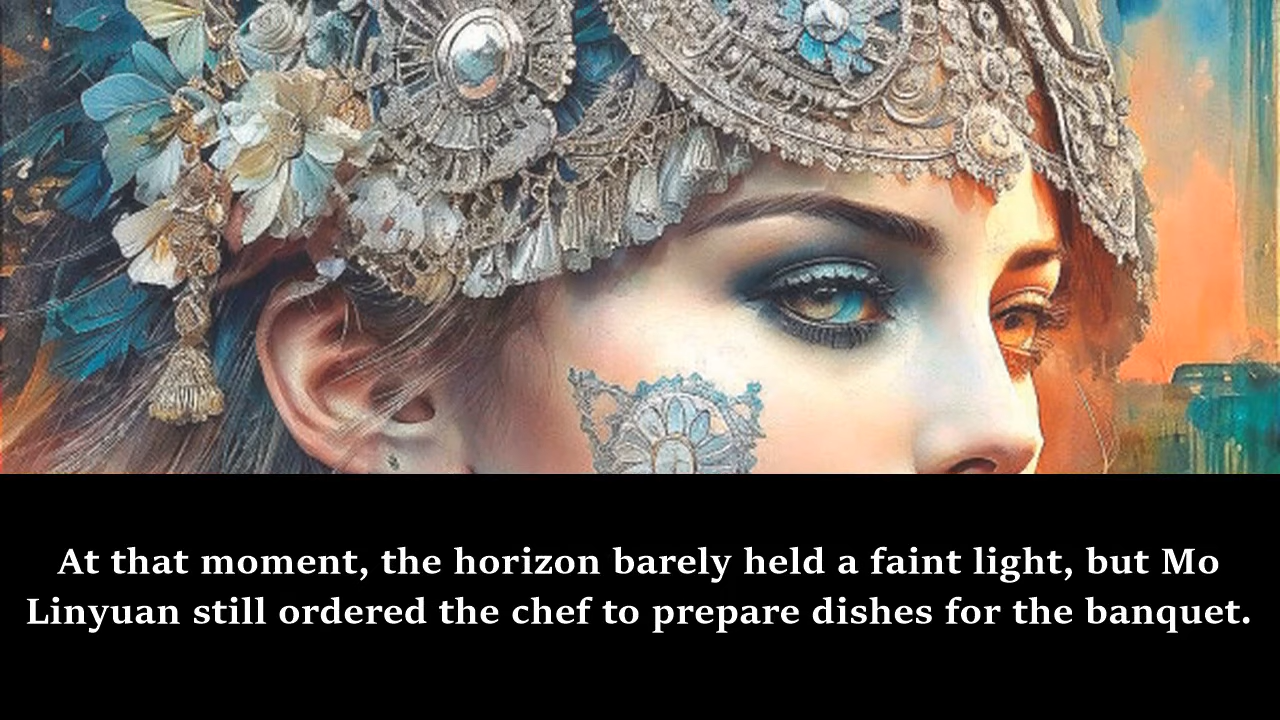 At that moment, the horizon barely held a faint light, but Mo
Linyuan still ordered the chef to prepare dishes for the banquet.